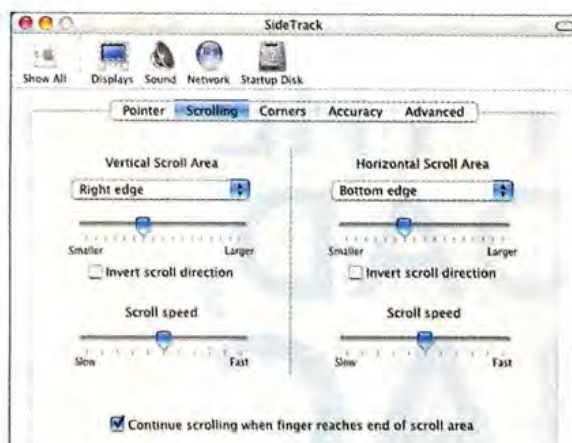 SideTrack
Show All Displays Sound Network Startup Disk
Pointer Scrolling Corners Accuracy Advanced
Vertical Scroll Area
Horizontal Scroll Area
Right edge
Bottom edge
Smaller Larger
Smaller Larger
Invert scroll direction
Invert scroll direction
Scroll speed
Scroll speed
Slow Fast
Slow Fast
Continue scrolling when finger reaches end of scroll area